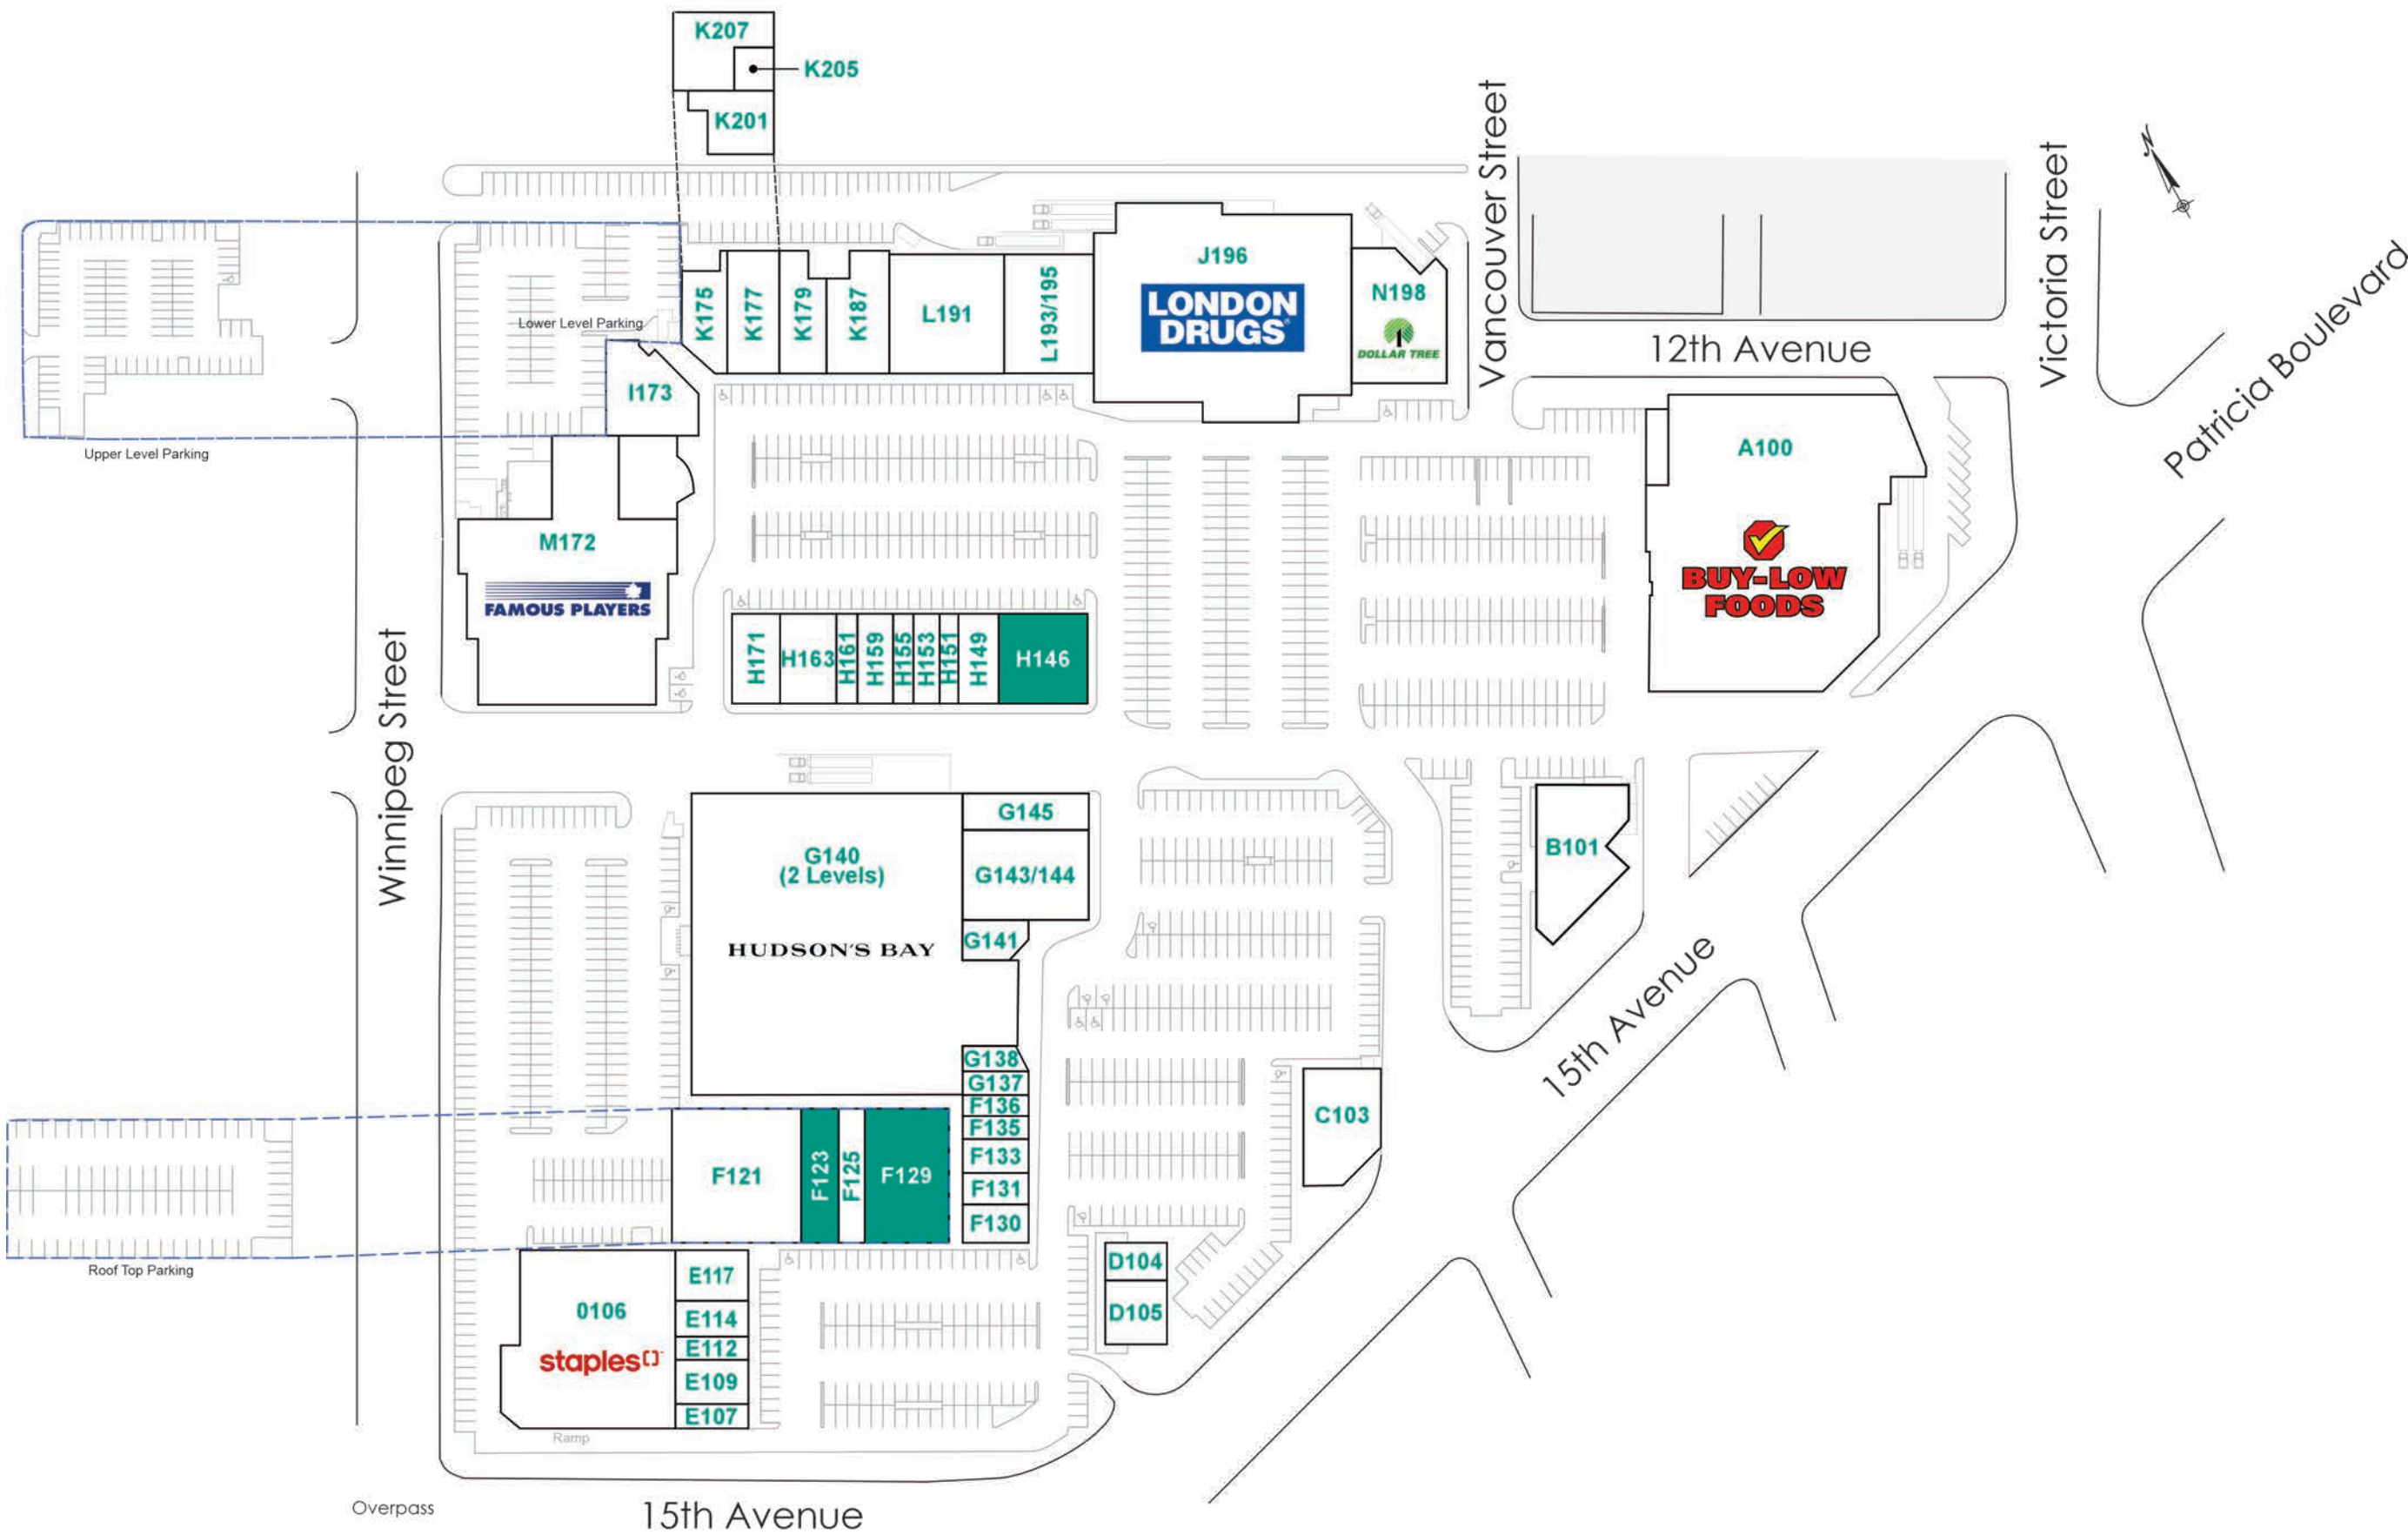 K207
K205
K201
Vancouver Street
Victoria Street
N
Patricia Boulevard
J196
LONDON
DRUGS
N198
DOLLAR TREE
K175
K177
K179
K187
L191
L193/195
Lower Level Parking
12th Avenue
I173
Upper Level Parking
A100
M172
FAMOUS PLAYERS
BUY-LOW
FOODS
Winnipeg Street
H171
H163
H161
H159
H155
H153
H151
H149
H146
G145
G140
(2 Levels)
G143/144
B101
HUDSON'S BAY
G141
15th Avenue
G138
G137
F136
F135
C103
F121
F123
F125
F129
F133
F131
F130
Roof Top Parking
E117
D104
0106
E114
D105
E112
staples
E109
E107
Ramp
Overpass
15th Avenue